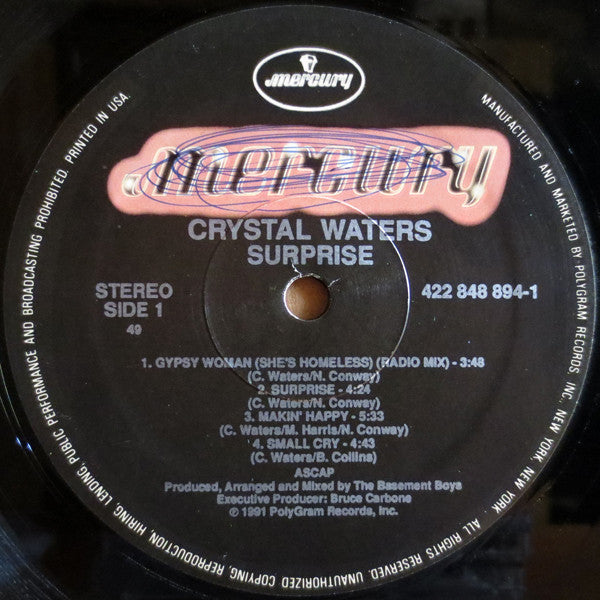 mercury
mercury
CRYSTAL WATERS
SURPRISE
STEREO
SIDE 1
49
422 848 894-1
1. GYPSY WOMAN (SHE'S HOMELESS) (RADIO MIX) - 3:48
(C. Waters/N. Conway)
2. SURPRISE - 4:24
(C. Waters/N. Conway)
3. MAKIN' HAPPY - 5:33
(C. Waters/M. Harris/N. Conway)
4. SMALL CRY - 4:43
(C. Waters/B. Collins)
ASCAP
Produced, Arranged and Mixed by The Basement Boys
Executive Producer: Bruce Carbone
℗ 1991 PolyGram Records, Inc.
MANUFACTURED AND MARKETED BY POLYGRAM RECORDS, INC. NEW YORK, NEW YORK . ALL RIGHTS RESERVED. UNAUTHORIZED COPYING, REPRODUCTION, HIRING, LENDING, PUBLIC PERFORMANCE AND BROADCASTING PROHIBITED. PRINTED IN USA.